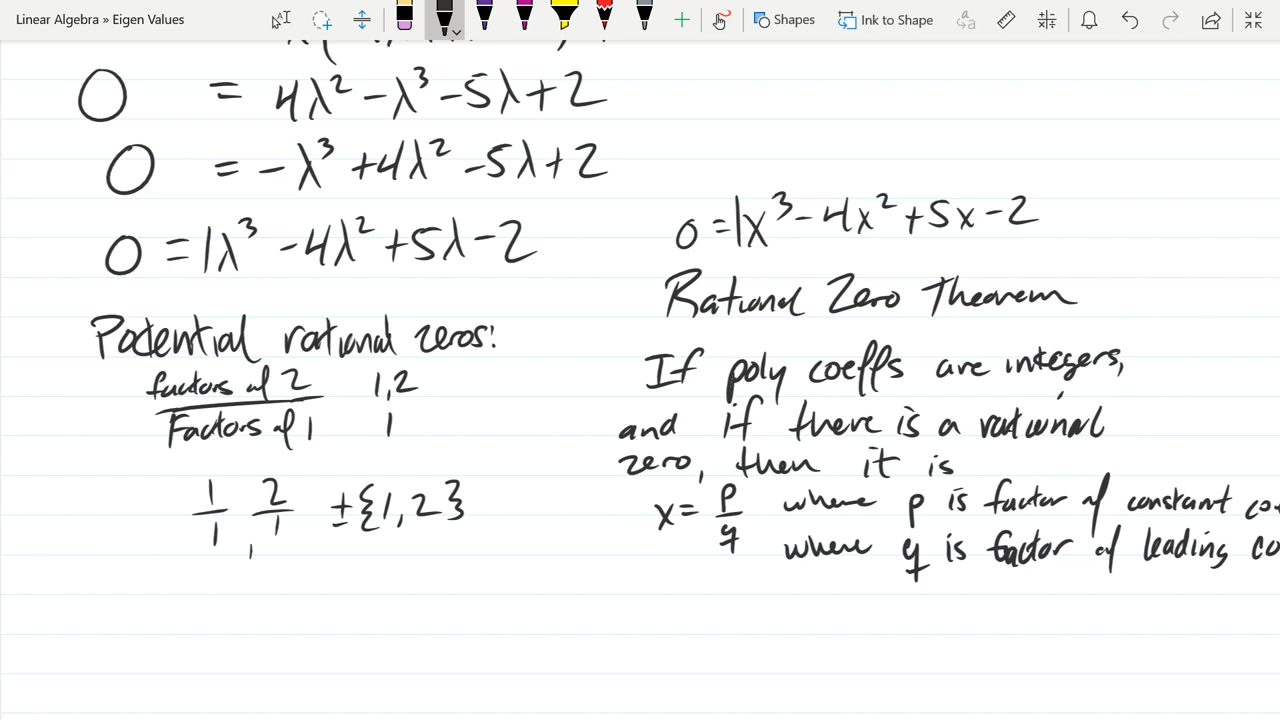 Linear Algebra » Eigen Values
Shapes
Ink to Shape
0 = 4λ² - λ³ - 5λ + 2
0 = -λ³ + 4λ² - 5λ + 2
0 = 1λ³ - 4λ² + 5λ - 2
Potential rational zeros:
factors of 2 1, 2
Factors of 1 1
1/1, 2/1 ±{1, 2}
0 = 1x³ - 4x² + 5x - 2
Rational Zero Theorem
If poly coeffs are integers,
and if there is a rational
zero, then it is
x = p/q where p is factor of constant co
where q is factor of leading co